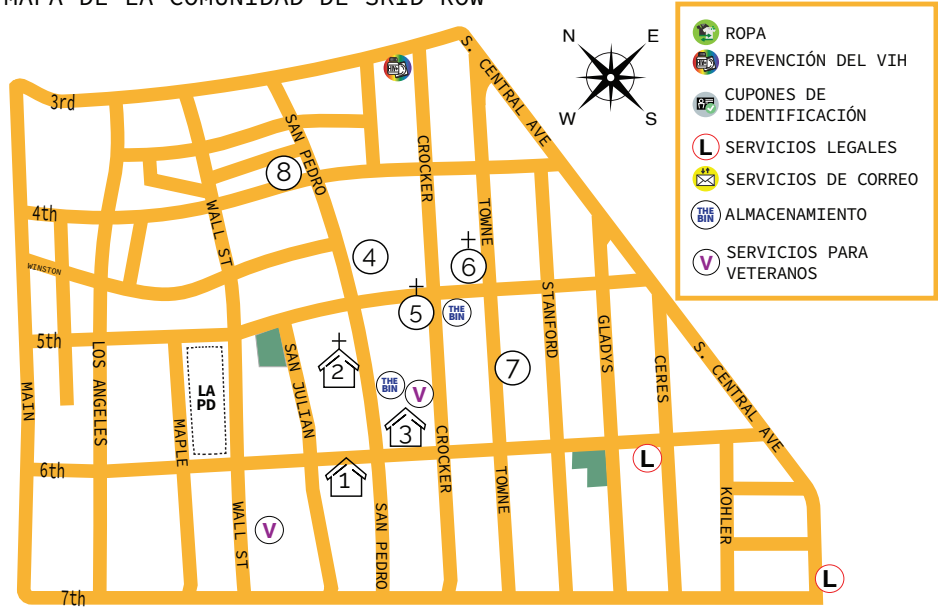 MAPA DE LA COMUNIDAD DE SKID ROW
N
E
W
S
ROPA
PREVENCIÓN DEL VIH
CUPONES DE
IDENTIFICACIÓN
L SERVICIOS LEGALES
SERVICIOS DE CORREO
THE
BIN
ALMACENAMIENTO
V SERVICIOS PARA
VETERANOS
S. CENTRAL AVE
3rd
SAN PEDRO
CROCKER
8
4th
WALL ST
TOWNE
WINSTON
4
6
5
THE
BIN
STANFORD
GLADYS
5th
LOS ANGELES
SAN JULIAN
2
7
CERES
S. CENTRAL AVE
MAIN
LA
PD
THE
BIN
V
MAPLE
3
CROCKER
6th
1
L
TOWNE
KOHLER
WALL ST
V
SAN PEDRO
L
7th